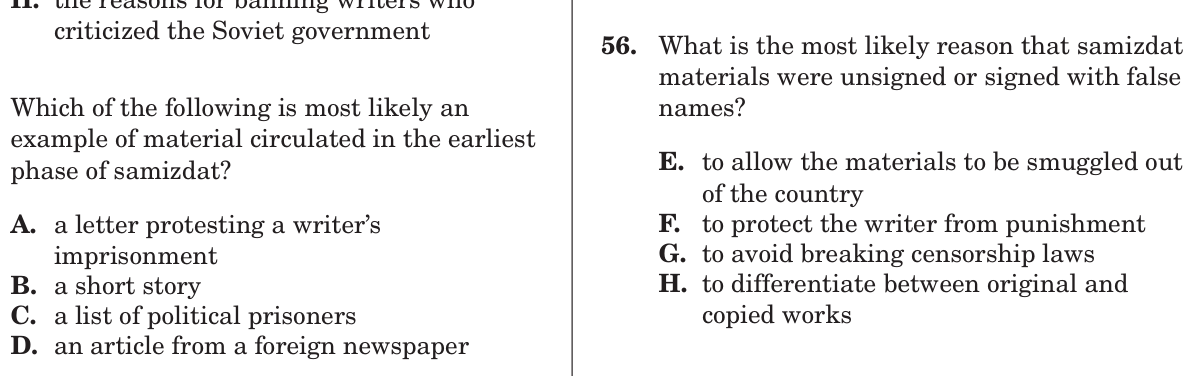 H. the reasons for banning writers who
criticized the Soviet government
Which of the following is most likely an
example of material circulated in the earliest
phase of samizdat?
A. a letter protesting a writer's
imprisonment
B. a short story
C. a list of political prisoners
D. an article from a foreign newspaper
56. What is the most likely reason that samizdat
materials were unsigned or signed with false
names?
E. to allow the materials to be smuggled out
of the country
F. to protect the writer from punishment
G. to avoid breaking censorship laws
H. to differentiate between original and
copied works